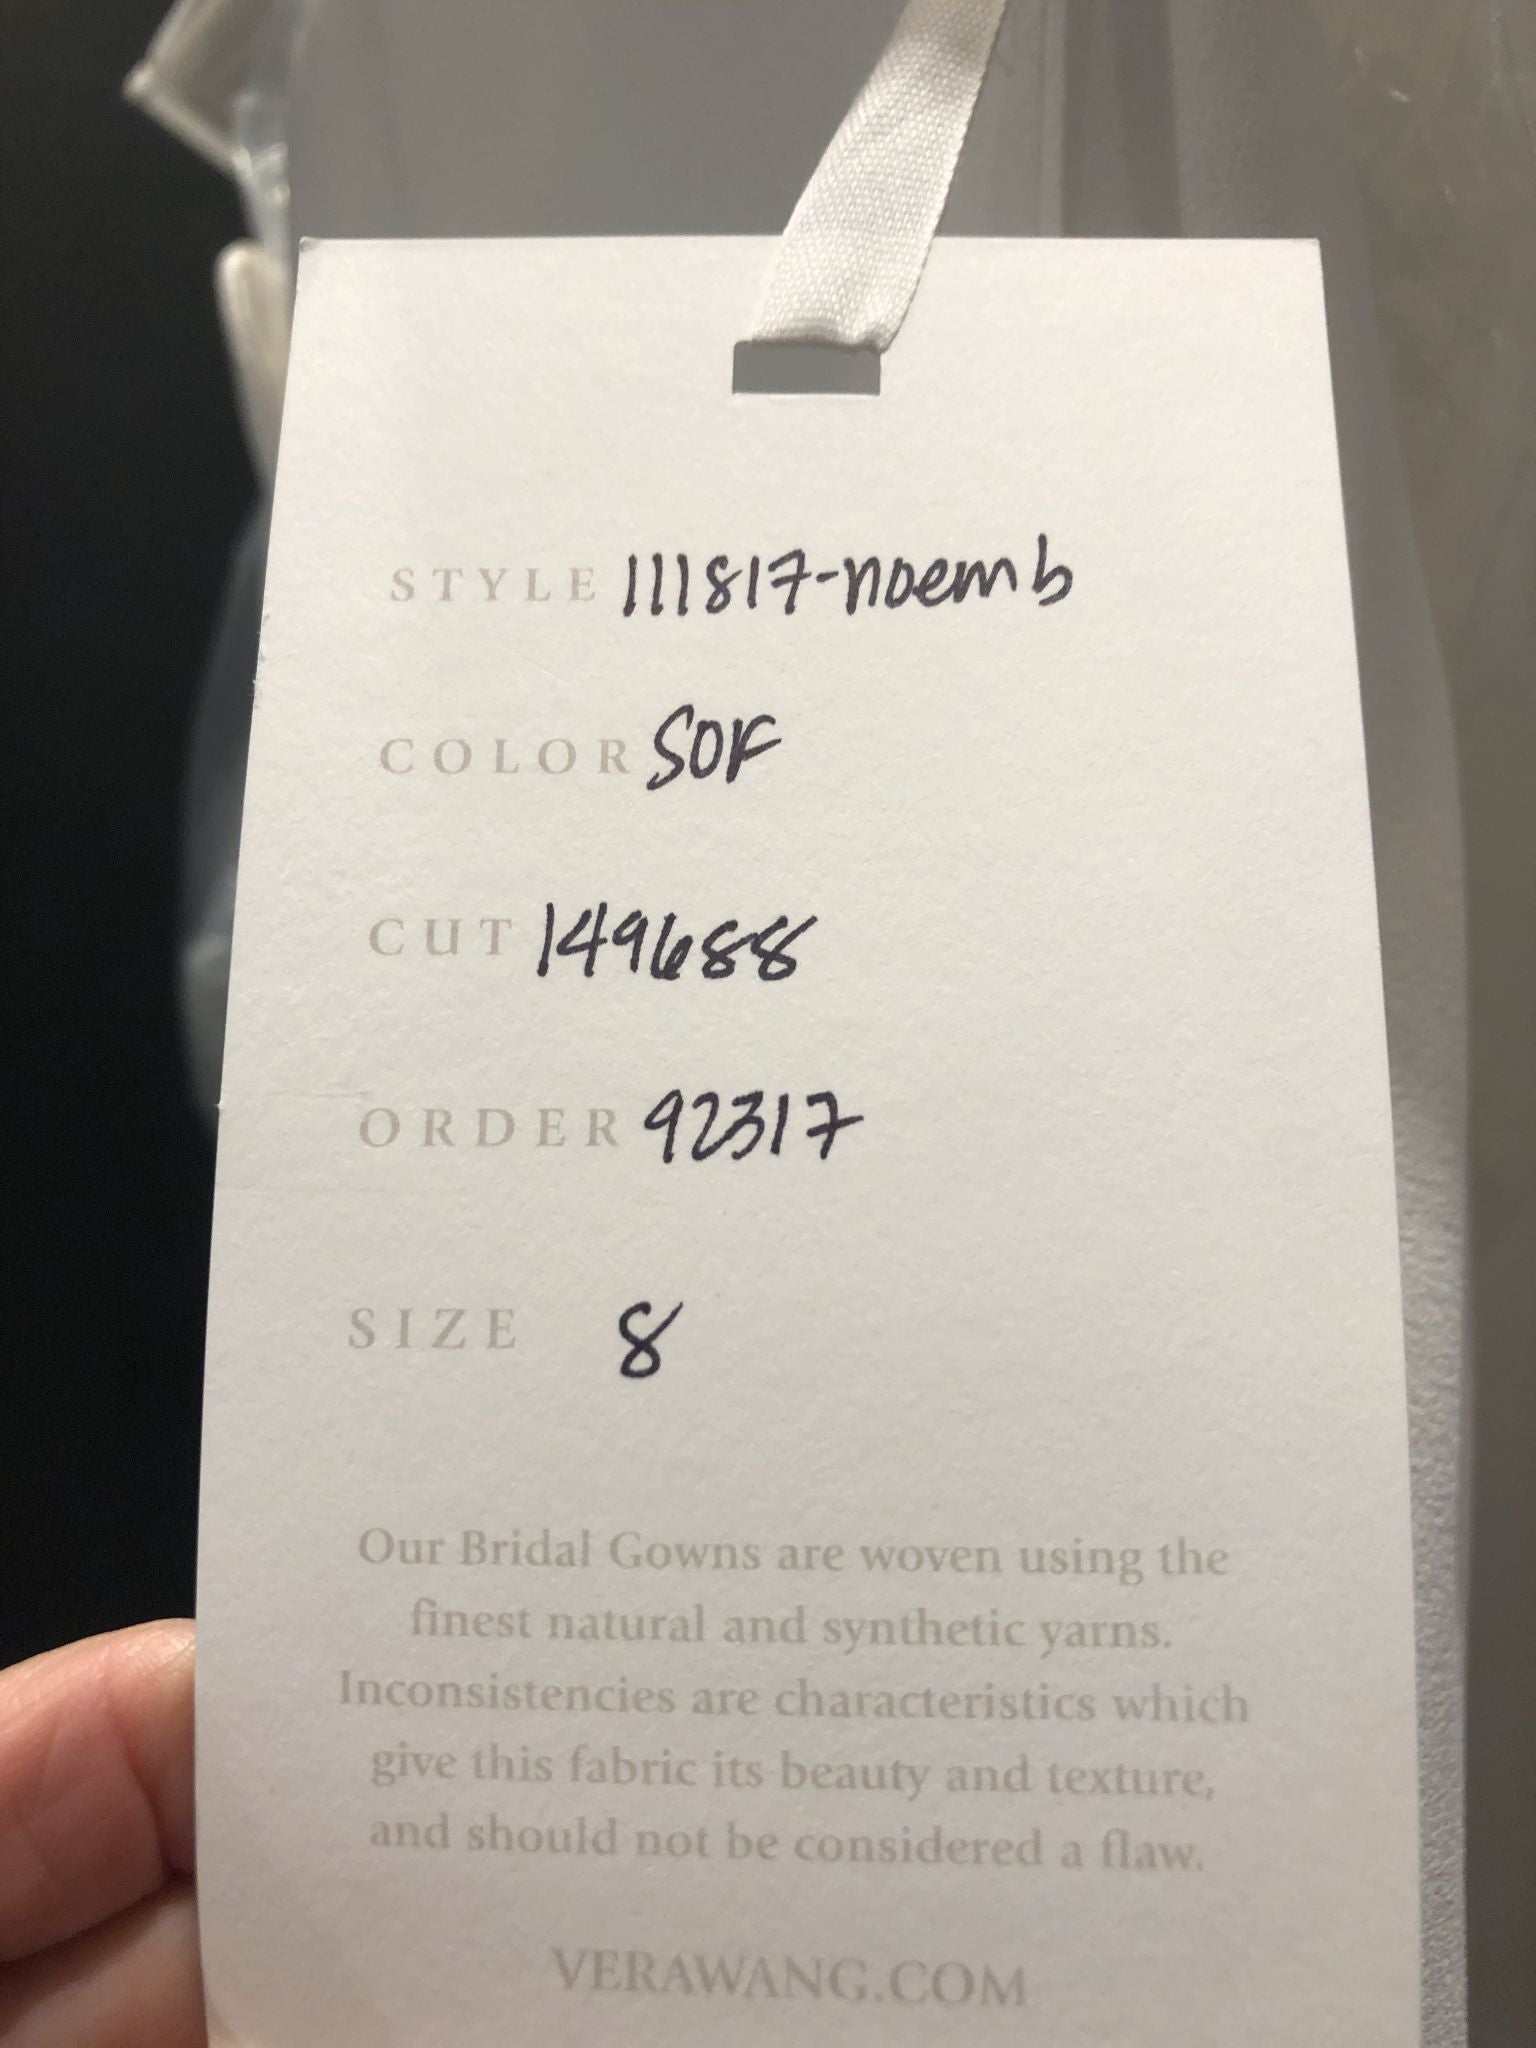 STYLE 111817-noemb
COLOR SOF
CUT 149688
ORDER 92317
SIZE 8
Our Bridal Gowns are woven using the
finest natural and synthetic yarns.
Inconsistencies are characteristics which
give this fabric its beauty and texture,
and should not be considered a flaw.
VERAWANG.COM